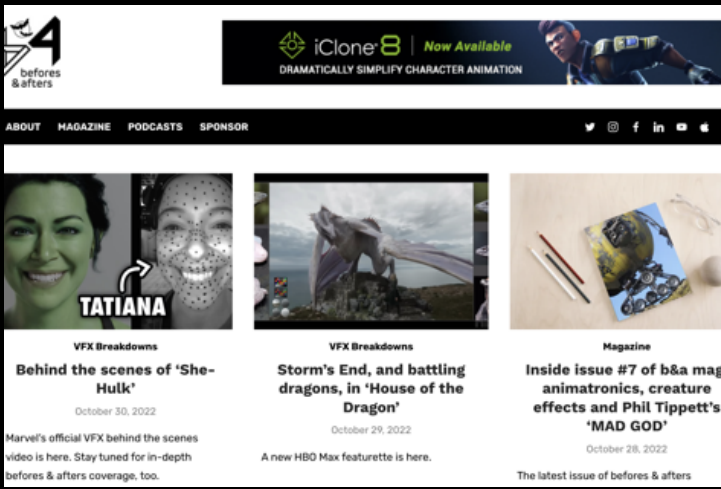 4
befores
& afters
iClone 8 | Now Available
DRAMATICALLY SIMPLIFY CHARACTER ANIMATION
ABOUT MAGAZINE PODCASTS SPONSOR
TATIANA
VFX Breakdowns
Behind the scenes of ‘She-
Hulk’
October 30, 2022
Marvel's official VFX behind the scenes
video is here. Stay tuned for in-depth
befores & afters coverage, too.
VFX Breakdowns
Storm’s End, and battling
dragons, in ‘House of the
Dragon’
October 29, 2022
A new HBO Max featurette is here.
Magazine
Inside issue #7 of b&a mag
animatronics, creature
effects and Phil Tippett’s
‘MAD GOD’
October 28, 2022
The latest issue of befores & afters